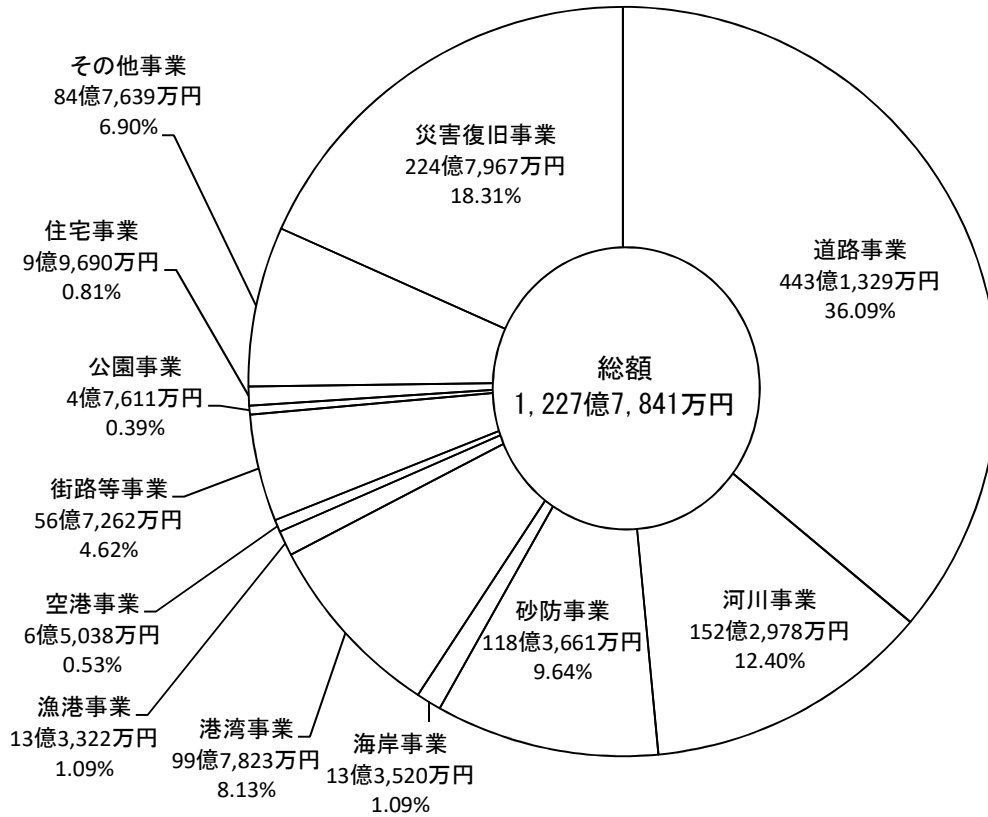 その他事業
84億7,639万円
6.90%
災害復旧事業
224億7,967万円
18.31%
道路事業
443億1,329万円
36.09%
住宅事業
9億9,690万円
0.81%
公園事業
4億7,611万円
0.39%
総額
1,227億7,841万円
街路等事業
56億7,262万円
4.62%
空港事業
6億5,038万円
0.53%
漁港事業
13億3,322万円
1.09%
港湾事業
99億7,823万円
8.13%
海岸事業
13億3,520万円
1.09%
砂防事業
118億3,661万円
9.64%
河川事業
152億2,978万円
12.40%